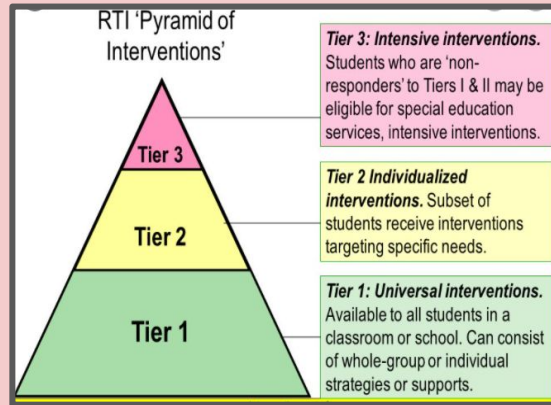 RTI ‘Pyramid of
Interventions’
Tier 3
Tier 2
Tier 1
Tier 3: Intensive interventions.
Students who are ‘non-
responders’ to Tiers I & II may be
eligible for special education
services, intensive interventions.
Tier 2 Individualized
interventions. Subset of
students receive interventions
targeting specific needs.
Tier 1: Universal interventions.
Available to all students in a
classroom or school. Can consist
of whole-group or individual
strategies or supports.